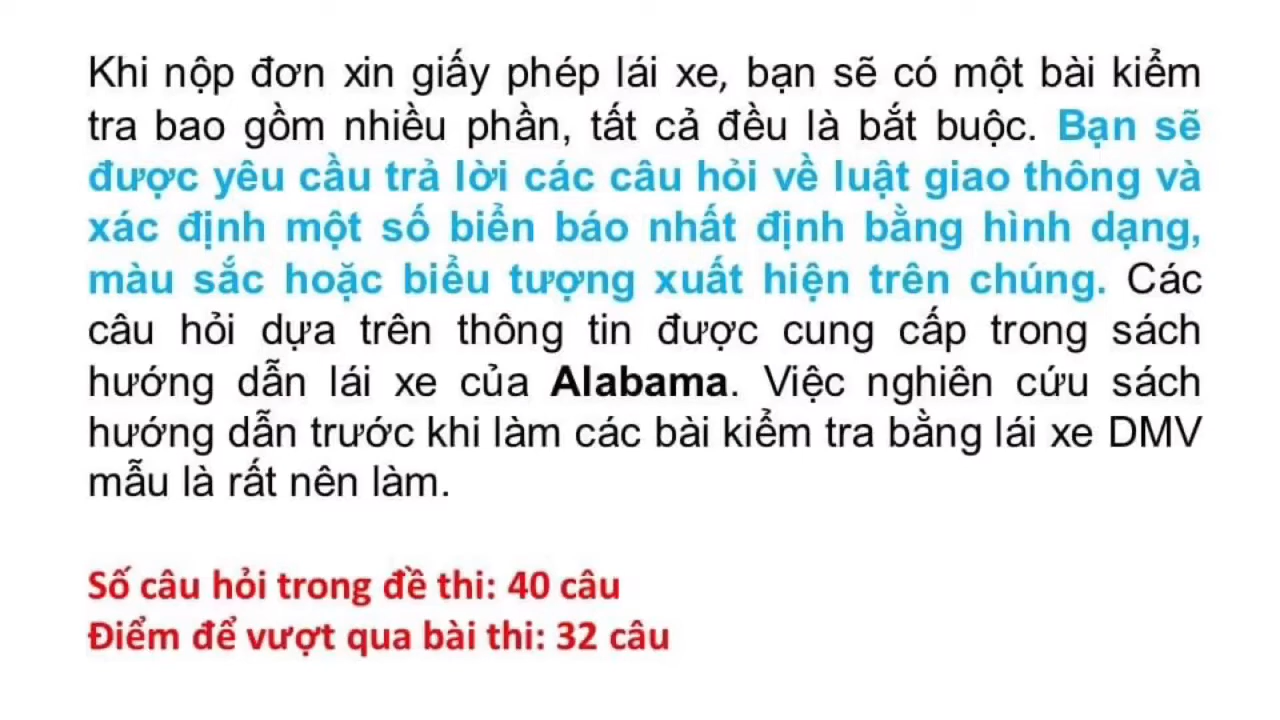 Khi nộp đơn xin giấy phép lái xe, bạn sẽ có một bài kiểm
tra bao gồm nhiều phần, tất cả đều là bắt buộc. Bạn sẽ
được yêu cầu trả lời các câu hỏi về luật giao thông và
xác định một số biển báo nhất định bằng hình dạng,
màu sắc hoặc biểu tượng xuất hiện trên chúng. Các
câu hỏi dựa trên thông tin được cung cấp trong sách
hướng dẫn lái xe của Alabama. Việc nghiên cứu sách
hướng dẫn trước khi làm các bài kiểm tra bằng lái xe DMV
mẫu là rất nên làm.
Số câu hỏi trong đề thi: 40 câu
Điểm để vượt qua bài thi: 32 câu